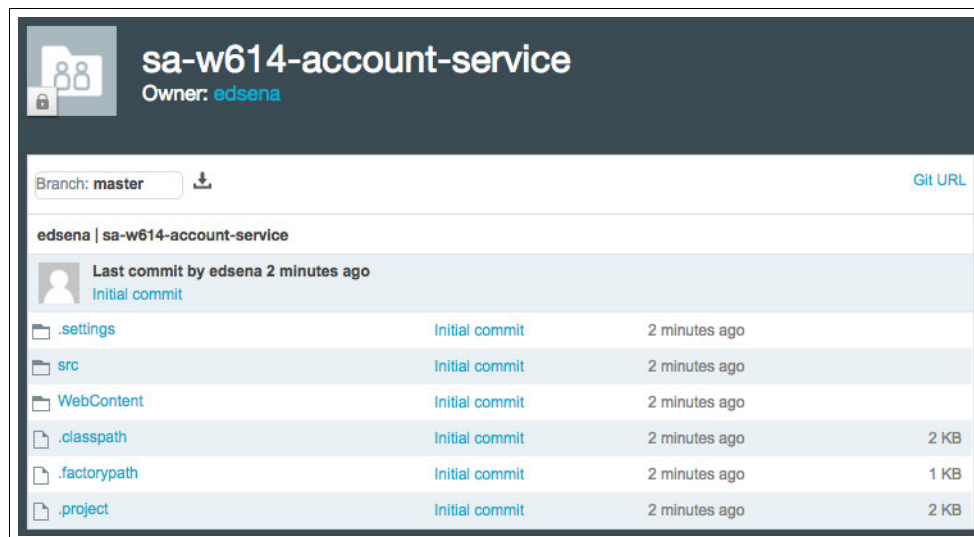 sa-w614-account-service
Owner: edsena
Branch: master
Git URL
edsena | sa-w614-account-service
Last commit by edsena 2 minutes ago
Initial commit
.settings Initial commit 2 minutes ago
src Initial commit 2 minutes ago
WebContent Initial commit 2 minutes ago
.classpath Initial commit 2 minutes ago 2 KB
.factorypath Initial commit 2 minutes ago 1 KB
.project Initial commit 2 minutes ago 2 KB